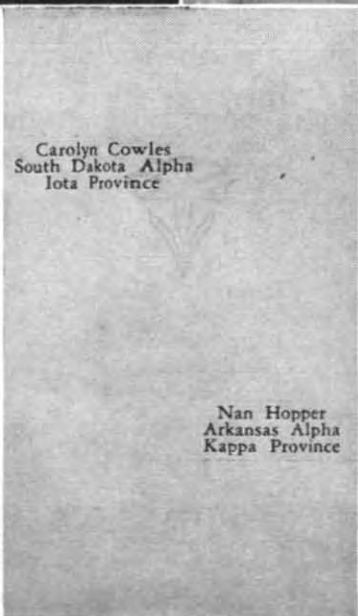 Carolyn Cowles
South Dakota Alpha
Iota Province
Nan Hopper
Arkansas Alpha
Kappa Province